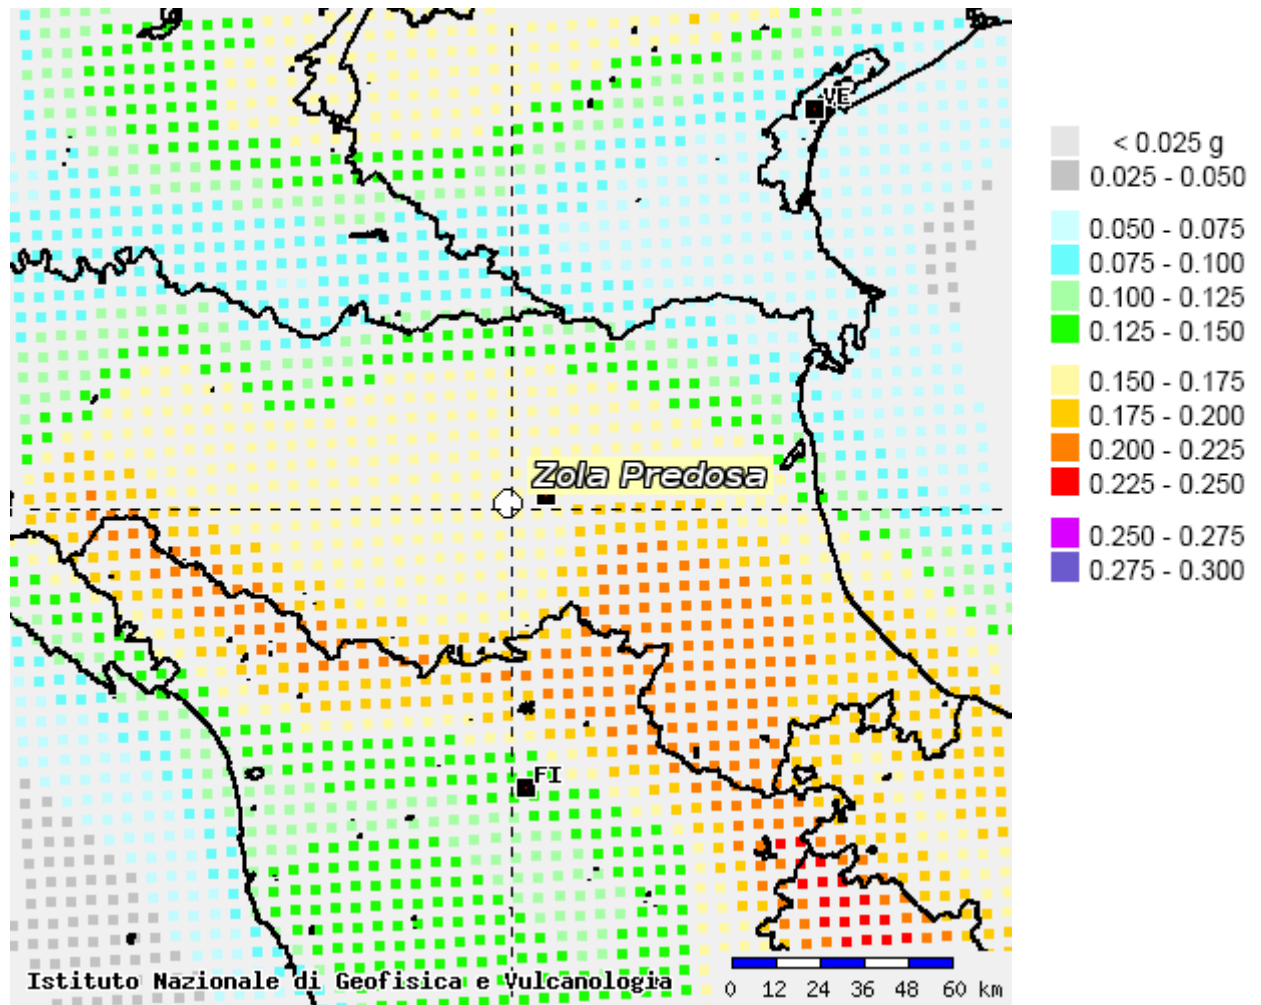 VE
< 0.025 g
0.025 - 0.050
0.050 - 0.075
0.075 - 0.100
0.100 - 0.125
0.125 - 0.150
0.150 - 0.175
0.175 - 0.200
0.200 - 0.225
0.225 - 0.250
0.250 - 0.275
0.275 - 0.300
Zola Predosa
FI
Istituto Nazionale di Geofisica e Vulcanologia
0 12 24 36 48 60 km